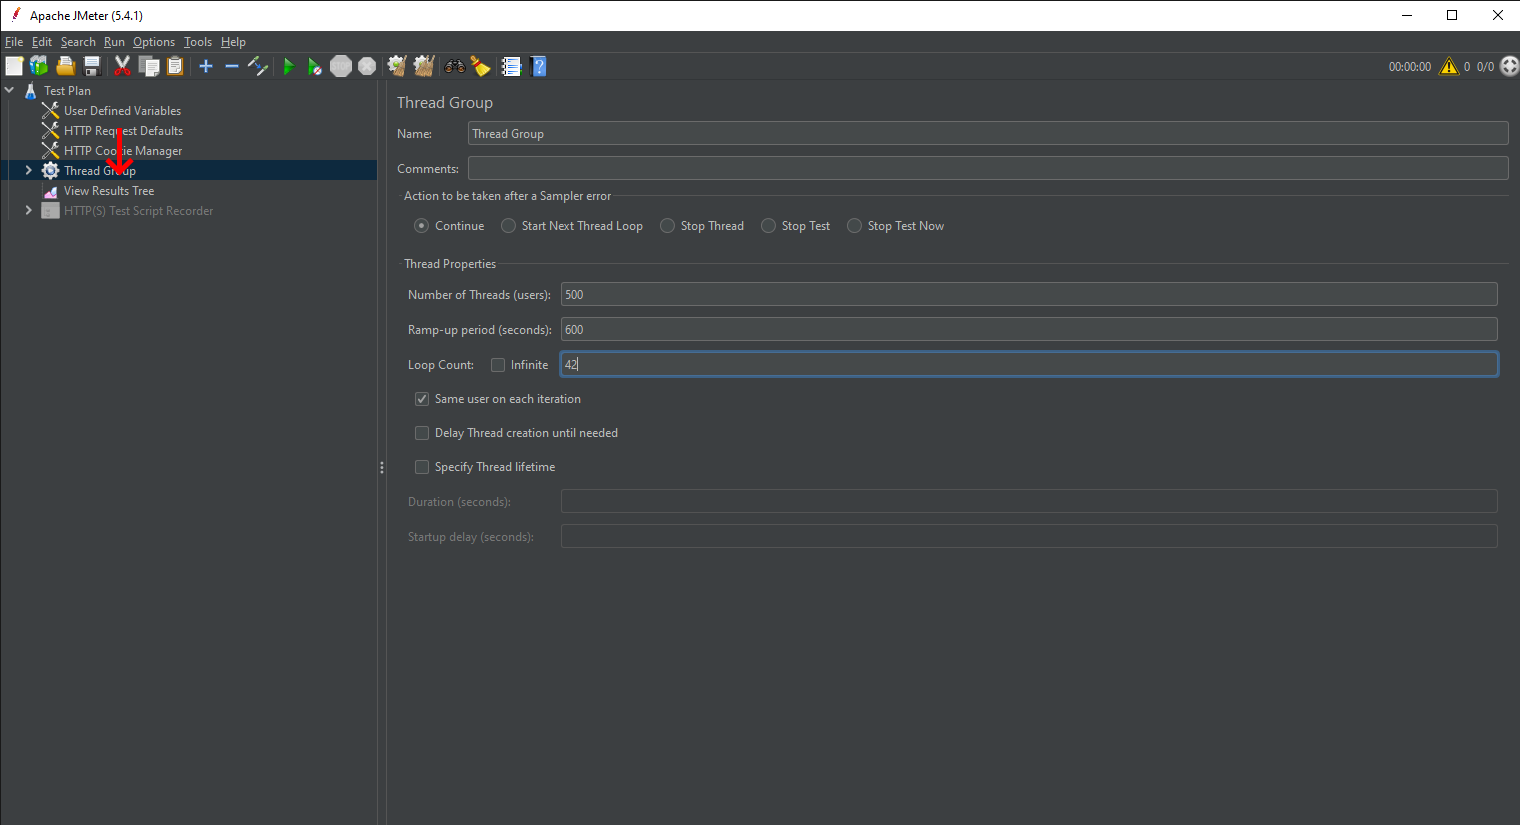 Apache JMeter (5.4.1)
File Edit Search Run Options Tools Help
STOP 00:00:00 0 0/0
Test Plan
User Defined Variables
HTTP Request Defaults
HTTP Cookie Manager
Thread Group
View Results Tree
HTTP(S) Test Script Recorder
Thread Group
Name: Thread Group
Comments:
Action to be taken after a Sampler error
Continue Start Next Thread Loop Stop Thread Stop Test Stop Test Now
Thread Properties
Number of Threads (users): 500
Ramp-up period (seconds): 600
Loop Count: Infinite 42
Same user on each iteration
Delay Thread creation until needed
Specify Thread lifetime
Duration (seconds):
Startup delay (seconds):